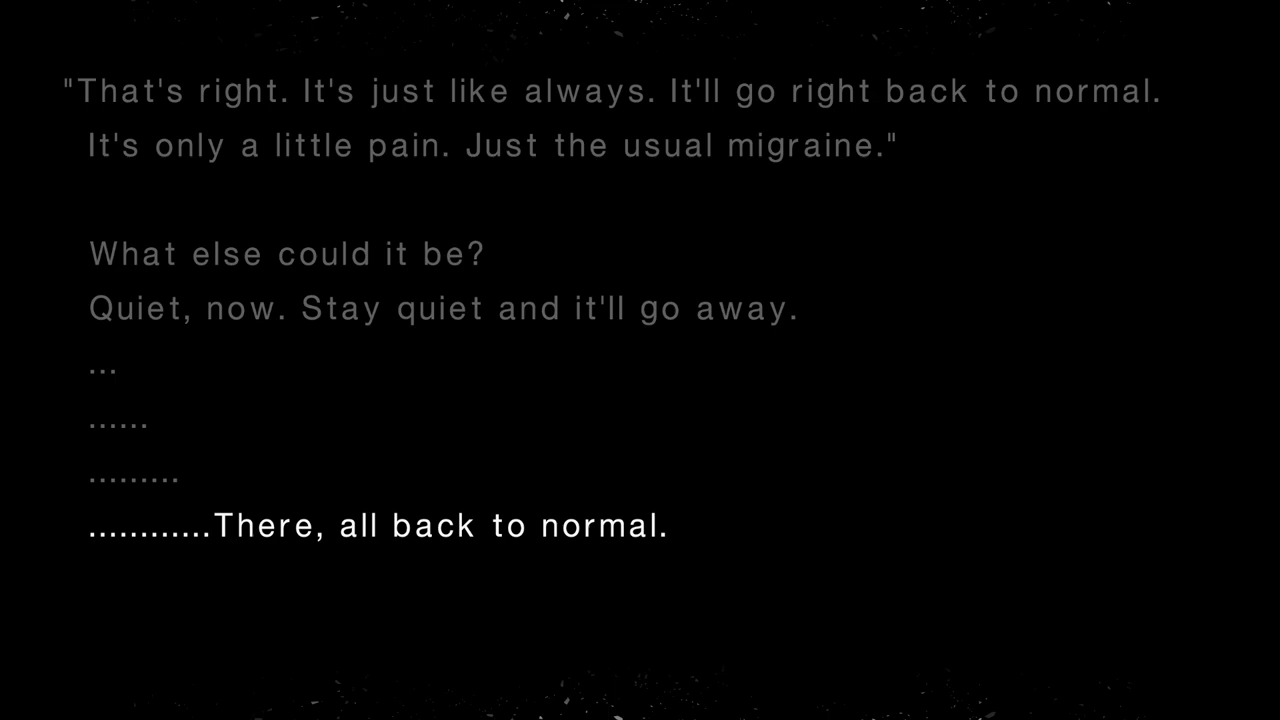 "That's right. It's just like always. It'll go right back to normal.
It's only a little pain. Just the usual migraine."
What else could it be?
Quiet, now. Stay quiet and it'll go away.
...
......
.........
............There, all back to normal.